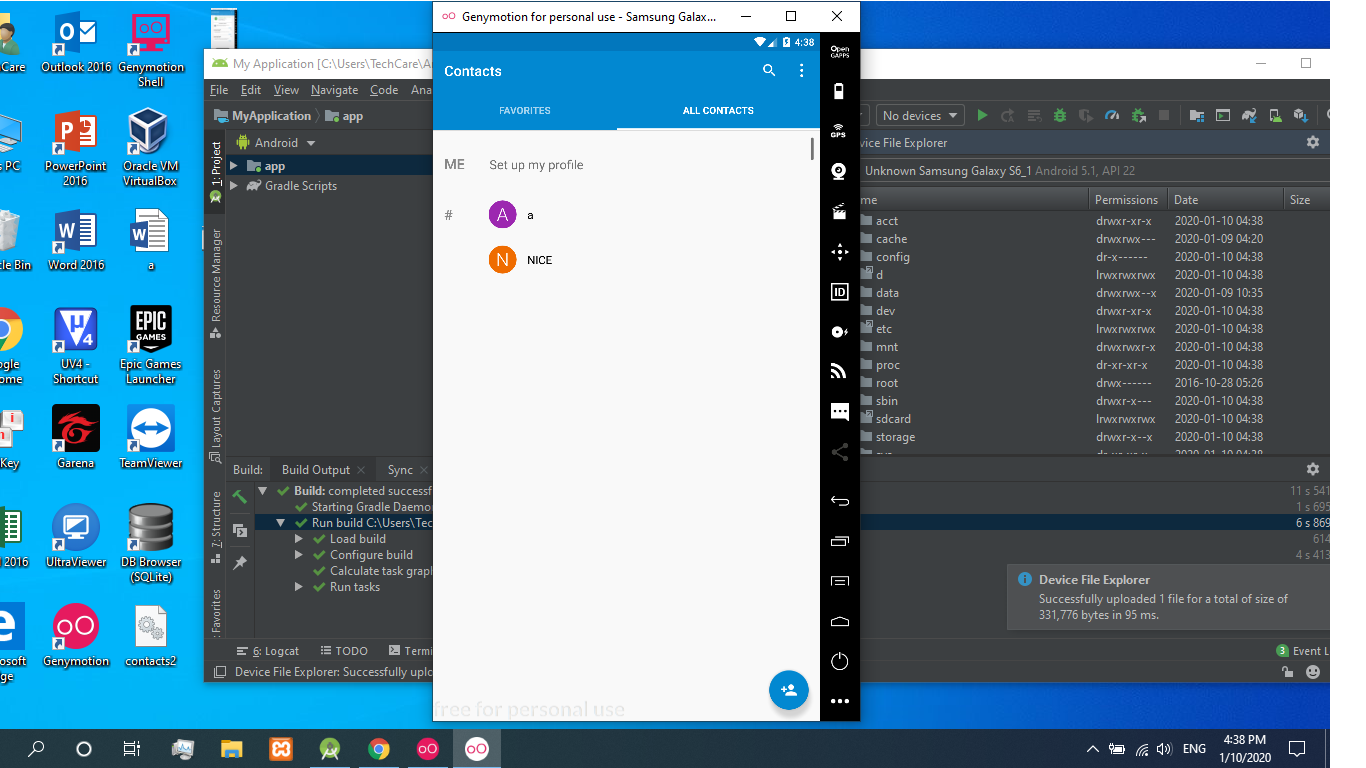 Care
Outlook 2016
Genymotion
Shell
s PC
PowerPoint
2016
Oracle VM
VirtualBox
cle Bin
Word 2016
a
gle
ome
UV4 -
Shortcut
EPIC
GAMES
Epic Games
Launcher
Key
Garena
TeamViewer
2016
UltraViewer
DB Browser
(SQLite)
osoft
ge
Genymotion
contacts2
My Application [C:\Users\TechCare\A
File Edit View Navigate Code Ana
MyApplication app
Android
app
Gradle Scripts
1: Project
Resource Manager
Layout Captures
7: Structure
Favorites
Build: Build Output Sync
Build: completed successf
Starting Gradle Daemo
Run build C:\Users\Tec
Load build
Configure build
Calculate task grap
Run tasks
6: Logcat TODO Termi
Device File Explorer: Successfully uplo
Genymotion for personal use - Samsung Galax...
4:38
Contacts
FAVORITES ALL CONTACTS
ME Set up my profile
# A a
N NICE
free for personal use
Open
GAPPS
GPS
ID
No devices
vice File Explorer
Unknown Samsung Galaxy S6_1 Android 5.1, API 22
me Permissions Date Size
acct drwxr-xr-x 2020-01-10 04:38
cache drwxrwx--- 2020-01-09 04:20
config dr-x------ 2020-01-10 04:38
d lrwxrwxrwx 2020-01-10 04:38
data drwxrwx--x 2020-01-09 10:35
dev drwxr-xr-x 2020-01-10 04:38
etc lrwxrwxrwx 2020-01-10 04:38
mnt drwxrwxr-x 2020-01-10 04:38
proc dr-xr-xr-x 2020-01-10 04:38
root drwx------ 2016-10-28 05:26
sbin drwxr-x--- 2020-01-10 04:38
sdcard lrwxrwxrwx 2020-01-10 04:38
storage drwxr-x--x 2020-01-10 04:38
11 s 541
1 s 695
6 s 869
614
4 s 413
Device File Explorer
Successfully uploaded 1 file for a total of size of
331,776 bytes in 95 ms.
3 Event L
ENG
4:38 PM
1/10/2020